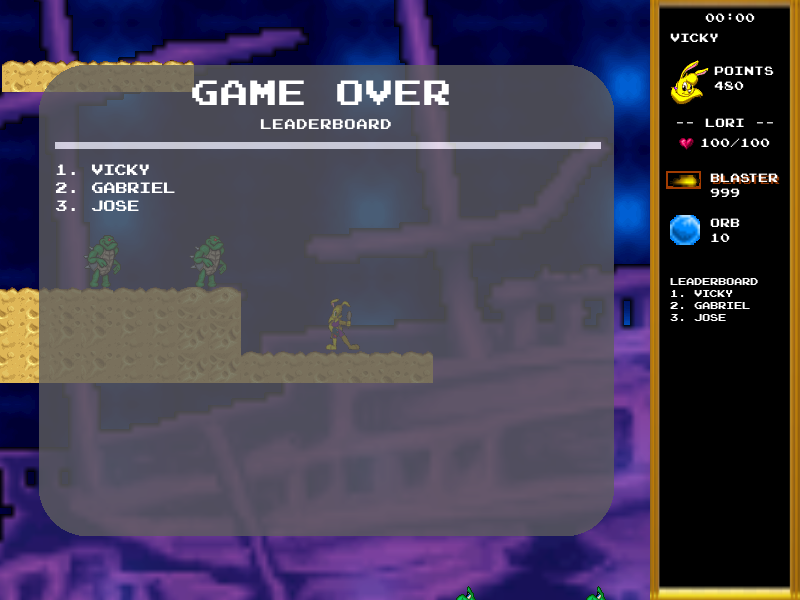 GAME OVER
LEADERBOARD
1. VICKY
2. GABRIEL
3. JOSE
00:00
VICKY
POINTS
480
-- LORI --
100/100
BLASTER
999
ORB
10
LEADERBOARD
1. VICKY
2. GABRIEL
3. JOSE